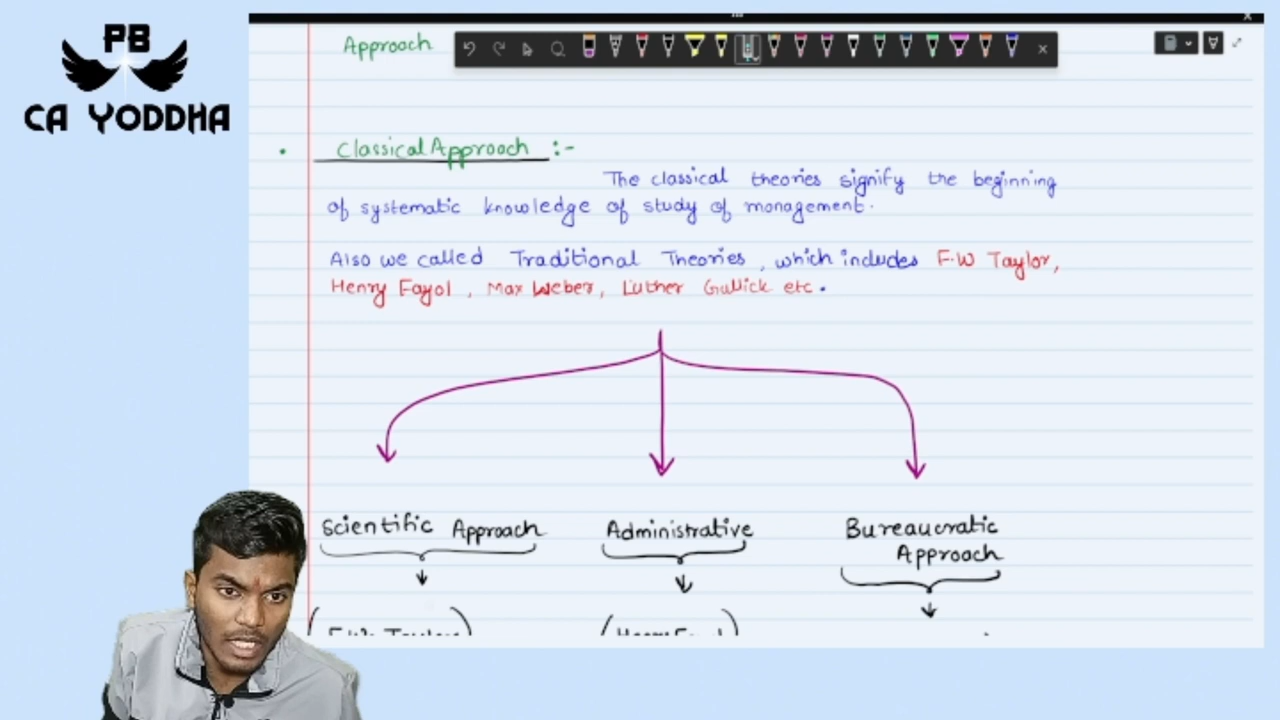 PB
CA YODDHA
Approach
• Classical Approach :-
The classical theories signify the beginning
of systematic knowledge of study of management.
Also we called Traditional Theories, which includes F.W Taylor,
Henry Fayol, Max Weber, Luther Gullick etc.
Scientific Approach
Administrative
Bureaucratic
Approach